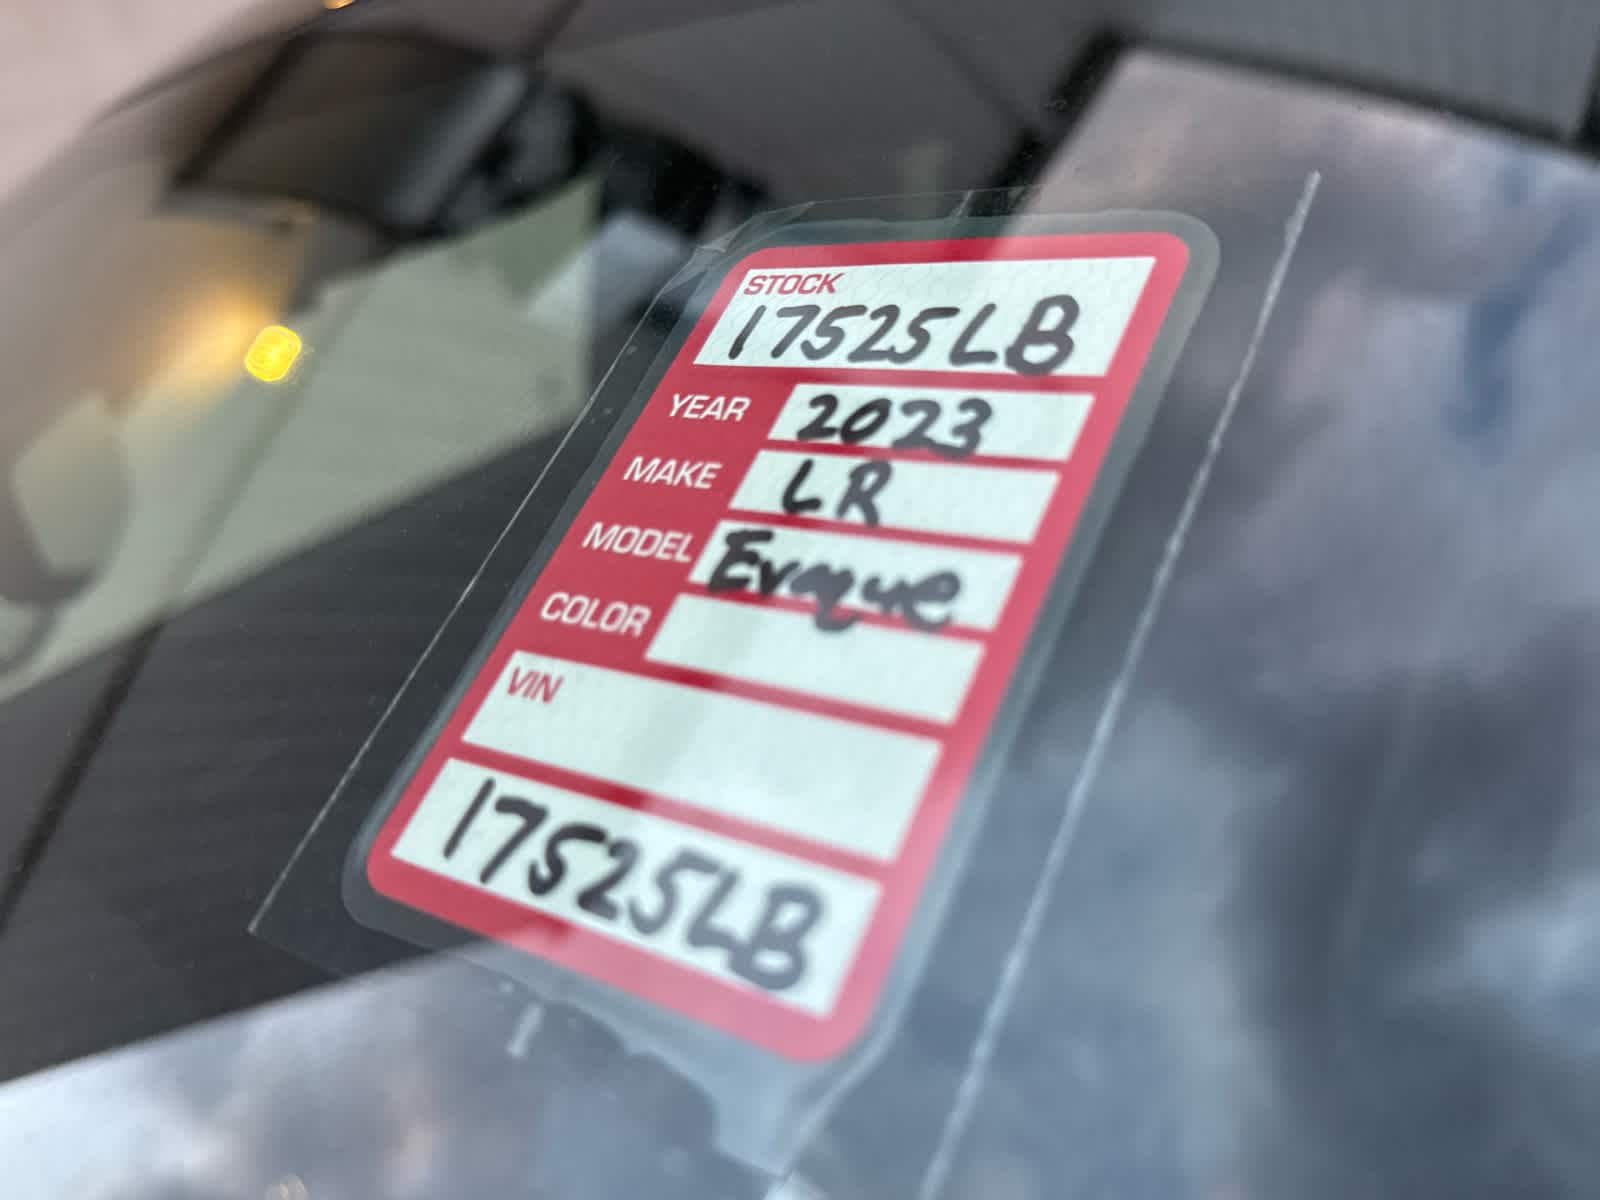 STOCK
17525LB
YEAR 2023
MAKE LR
MODEL Evoque
COLOR
VIN
17525LB